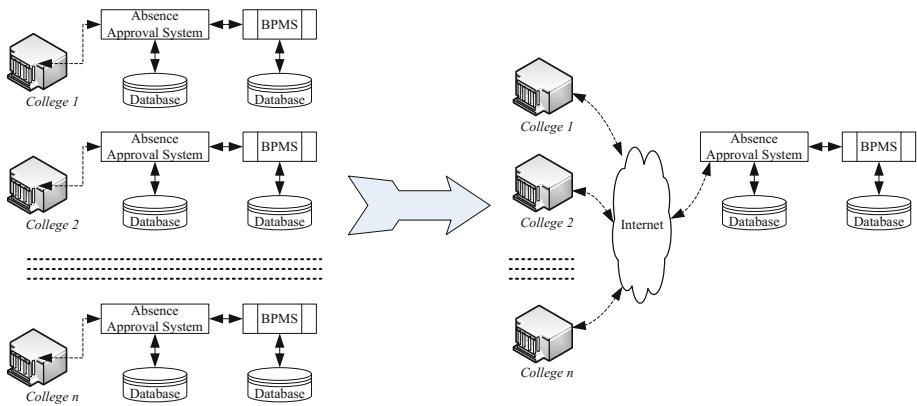 Absence
Approval System
BPMS
Database
Database
College 1
Absence
Approval System
BPMS
Database
Database
College 2
Absence
Approval System
BPMS
Database
Database
College n
College 1
College 2
College n
Internet
Absence
Approval System
BPMS
Database
Database